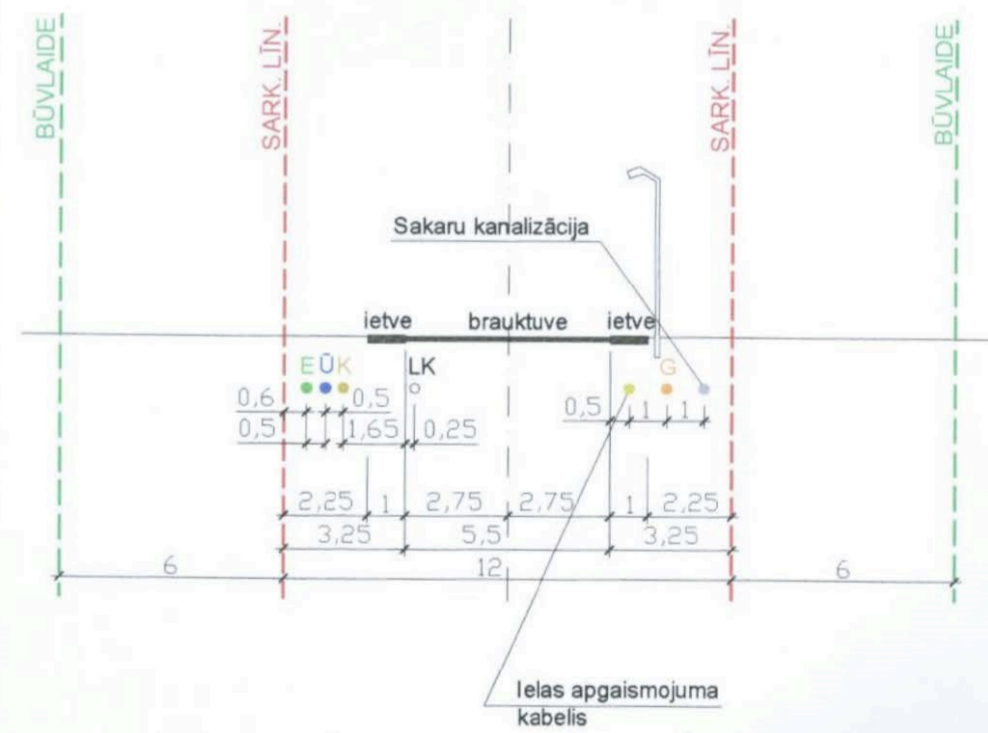 BŪVLAIDE
SARK. LĪN.
SARK. LĪN.
BŪVLAIDE
Sakaru kanalizācija
ietve brauktuve ietve
E Ū K LK G
0,6 0,5 0,5 1 1
0,5 1,65 0,25
2,25 1 2,75 2,75 1 2,25
3,25 5,5 3,25
6 12 6
Ielas apgaismojuma
kabelis